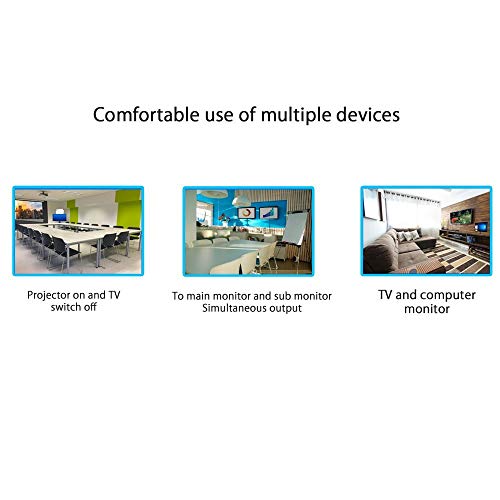 Comfortable use of multiple devices
Projector on and TV
switch off
To main monitor and sub monitor
Simultaneous output
TV and computer
monitor